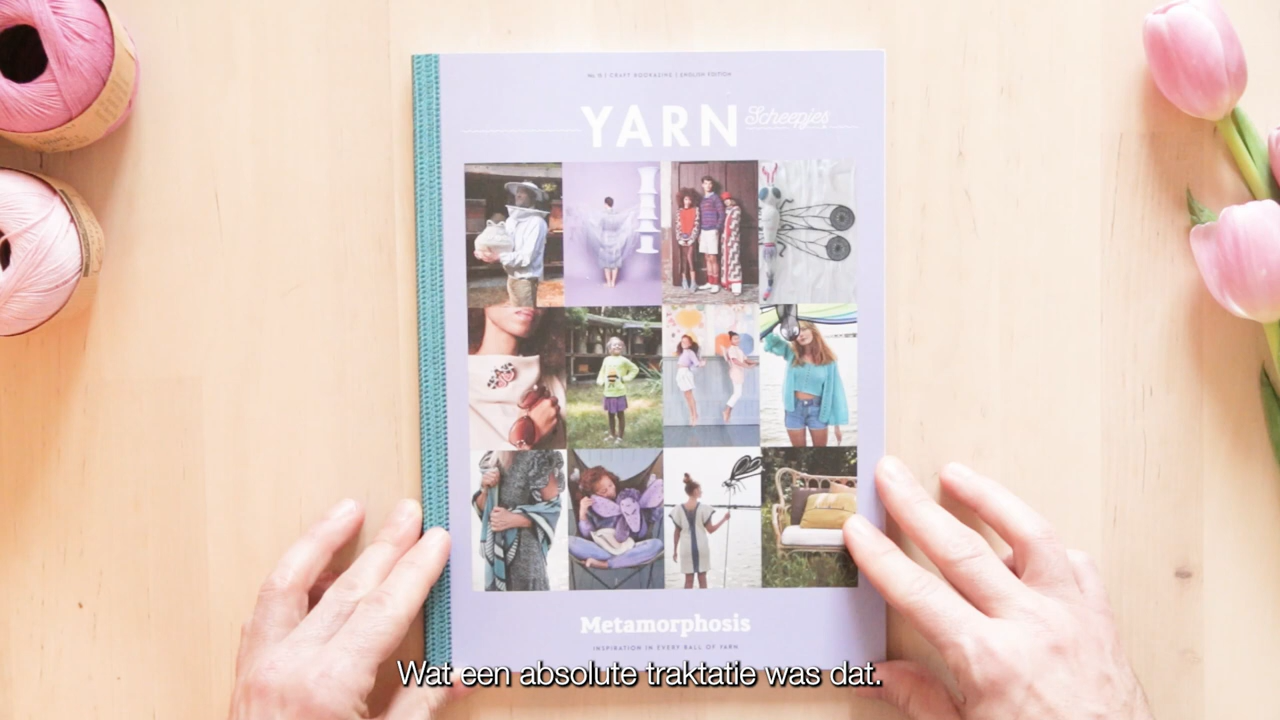 No. 15 | CRAFT BOOKAZINE | ENGLISH EDITION
YARN Scheepjes
Metamorphosis
INSPIRATION IN EVERY BALL OF YARN
Wat een absolute traktatie was dat.